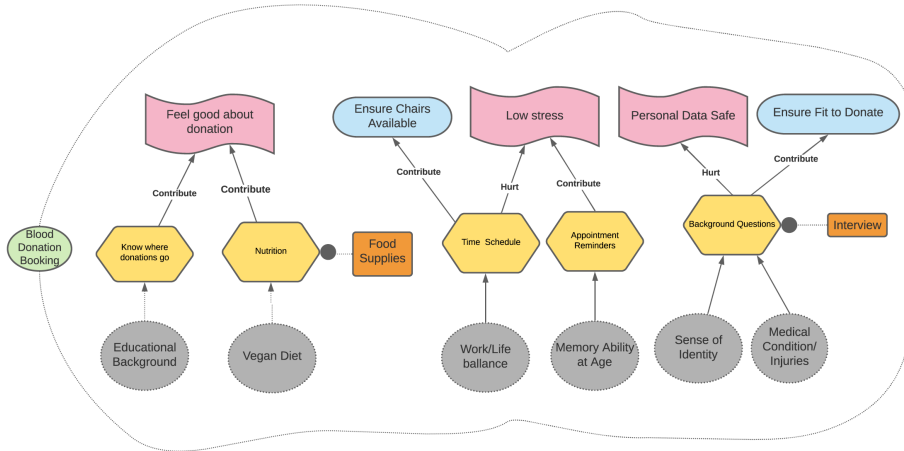 Feel good about
donation
Ensure Chairs
Available
Low stress
Personal Data Safe
Ensure Fit to Donate
Contribute
Contribute
Contribute
Hurt
Contribute
Hurt
Contribute
Blood
Donation
Booking
Know where
donations go
Nutrition
Food
Supplies
Time Schedule
Appointment
Reminders
Background Questions
Interview
Educational
Background
Vegan Diet
Work/Life
ballance
Memory Ability
at Age
Sense of
Identity
Medical
Condition/
Injuries